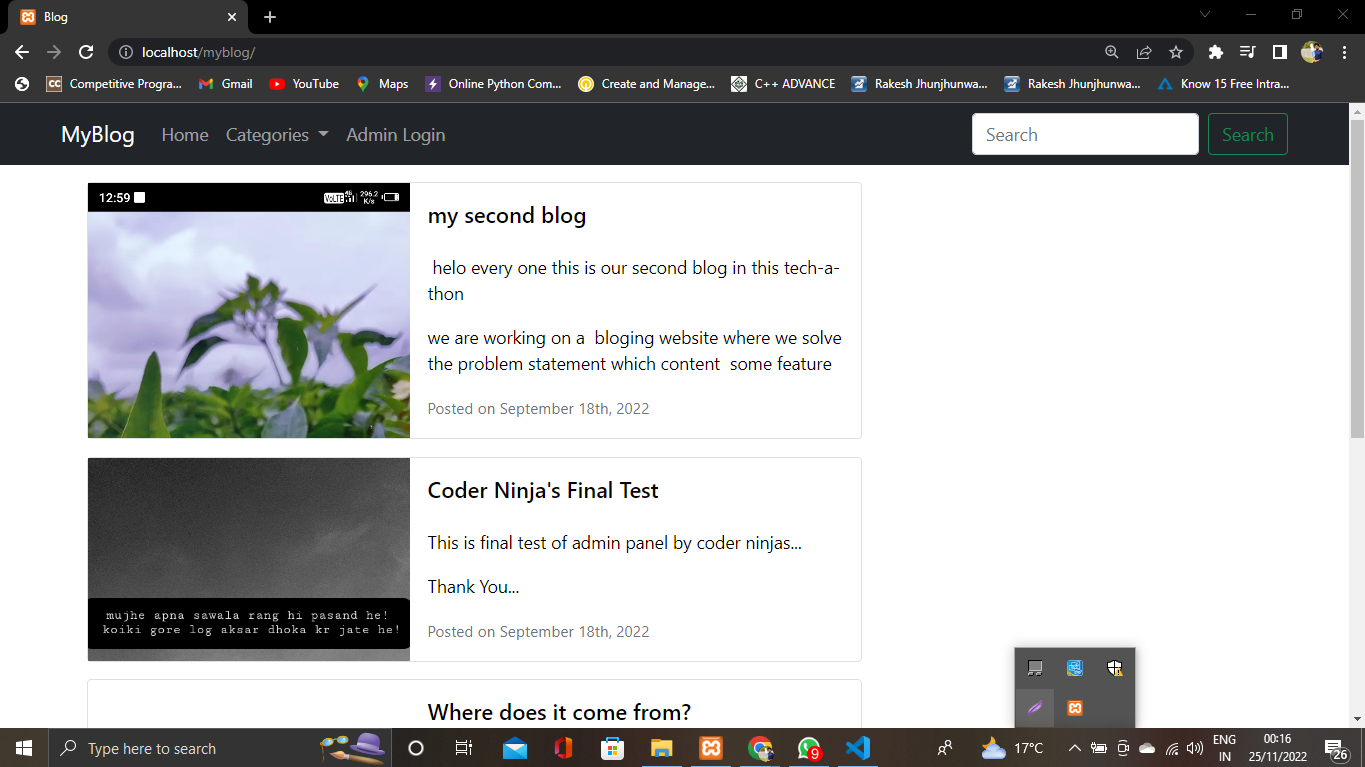 Blog
localhost/myblog/
CC Competitive Progra...
Gmail
YouTube
Maps
Online Python Com...
Create and Manage...
C++ ADVANCE
Rakesh Jhunjhunwa...
Rakesh Jhunjhunwa...
Know 15 Free Intra...
MyBlog
Home
Categories
Admin Login
Search
Search
12:59
VoLTE 4G 296.2
K/s
my second blog
helo every one this is our second blog in this tech-a-
thon
we are working on a bloging website where we solve
the problem statement which content some feature
Posted on September 18th, 2022
mujhe apna sawala rang hi pasand he!
koiki gore log aksar dhoka kr jate he!
Coder Ninja's Final Test
This is final test of admin panel by coder ninjas...
Thank You...
Posted on September 18th, 2022
Where does it come from?
Type here to search
9
17°C
ENG
IN
00:16
25/11/2022
26